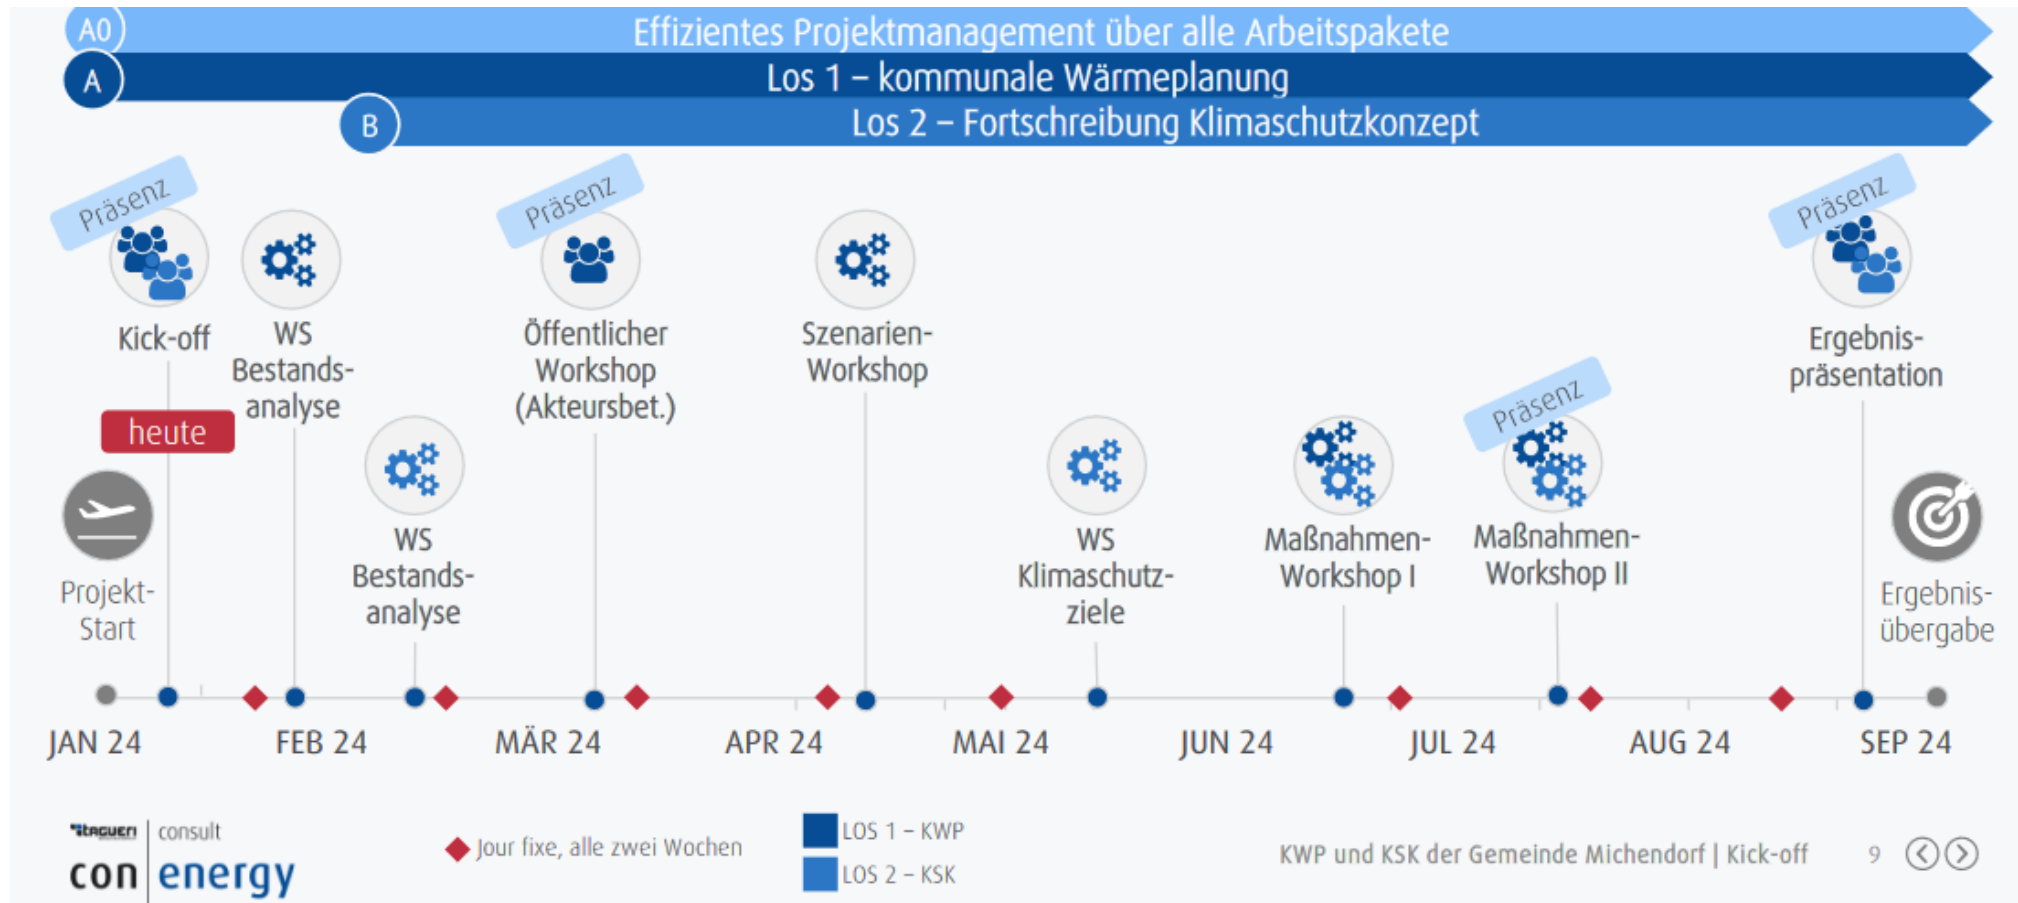 A0
Effizientes Projektmanagement über alle Arbeitspakete
A
Los 1 – kommunale Wärmeplanung
B
Los 2 – Fortschreibung Klimaschutzkonzept
Präsenz
Kick-off
heute
Projekt-
Start
WS
Bestands-
analyse
WS
Bestands-
analyse
Präsenz
Öffentlicher
Workshop
(Akteursbet.)
Szenarien-
Workshop
WS
Klimaschutz-
ziele
Maßnahmen-
Workshop I
Präsenz
Maßnahmen-
Workshop II
Präsenz
Ergebnis-
präsentation
Ergebnis-
übergabe
JAN 24
FEB 24
MÄR 24
APR 24
MAI 24
JUN 24
JUL 24
AUG 24
SEP 24
tagueri consult
con energy
Jour fixe, alle zwei Wochen
LOS 1 – KWP
LOS 2 – KSK
KWP und KSK der Gemeinde Michendorf | Kick-off
9